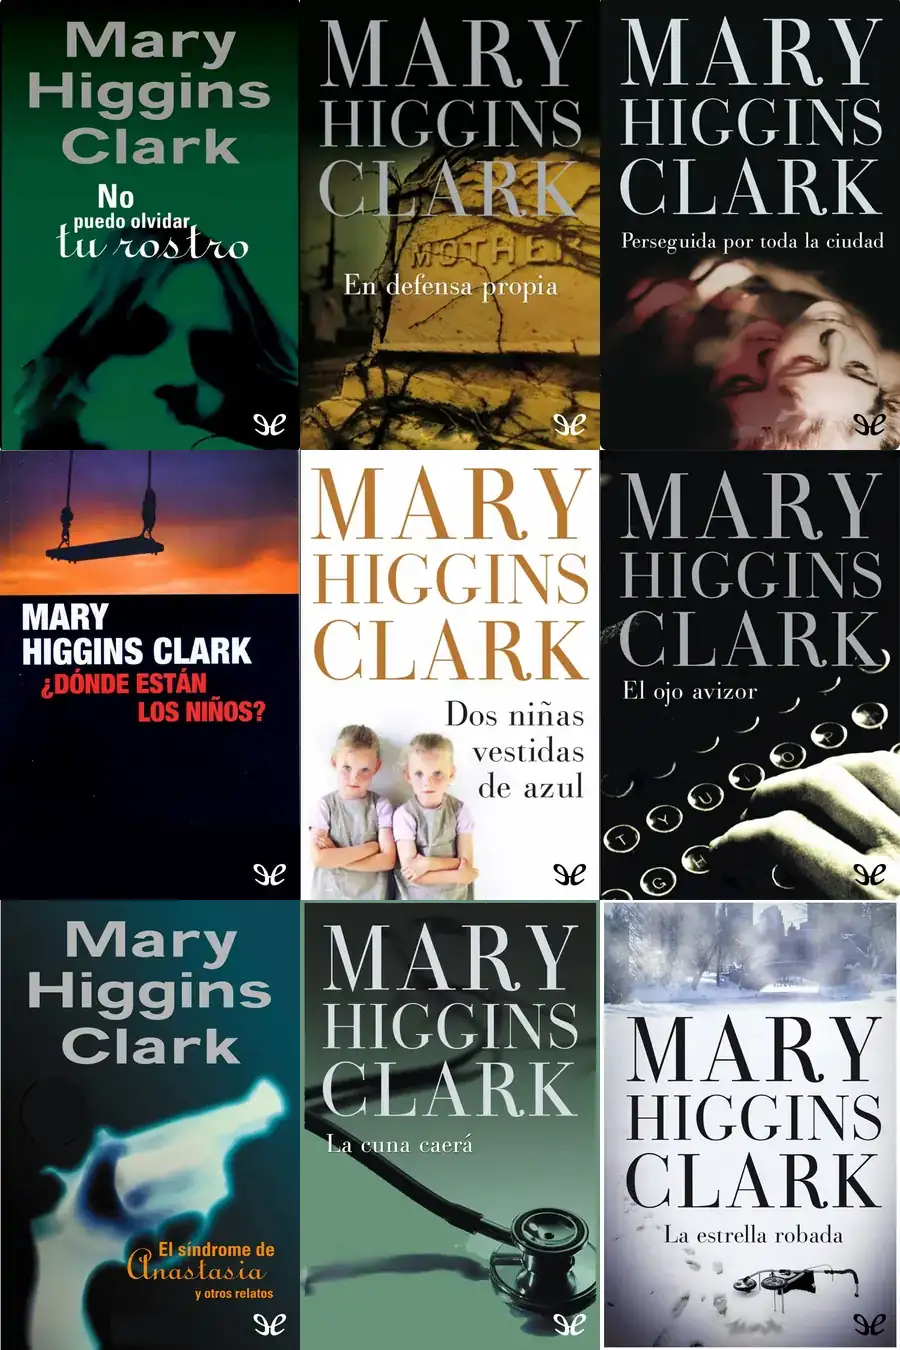 Mary
Higgins
Clark
No
puedo olvidar
tu rostro
MARY
HIGGINS
CLARK
MOTHER
En defensa propia
MARY
HIGGINS
CLARK
Perseguida por toda la ciudad
MARY
HIGGINS CLARK
¿DÓNDE ESTÁN
LOS NIÑOS?
MARY
HIGGINS
CLARK
Dos niñas
vestidas
de azul
MARY
HIGGINS
CLARK
El ojo avizor
T Y U I O P
G H
Mary
Higgins
Clark
El síndrome de
Anastasia
y otros relatos
MARY
HIGGINS
CLARK
La cuna caerá
MARY
HIGGINS
CLARK
La estrella robada